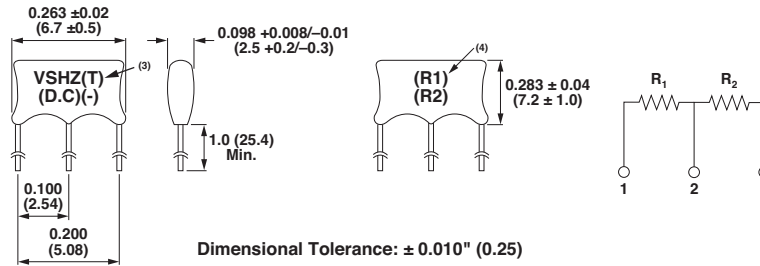 0.263 ±0.02
(6.7 ±0.5)
0.098 +0.008/–0.01
(2.5 +0.2/–0.3)
VSHZ(T)
(D.C)(-)
(3)
1.0 (25.4)
Min.
0.100
(2.54)
0.200
(5.08)
(R1)
(R2)
(4)
0.283 ± 0.04
(7.2 ± 1.0)
R1
R2
1
2
Dimensional Tolerance: ± 0.010" (0.25)